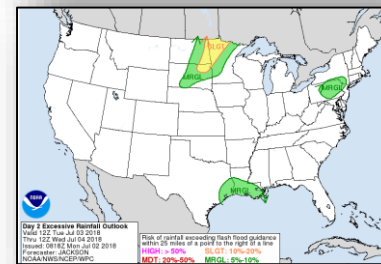 SLGT
MRGL
MRGL
MRGL
NOAA
Day 2 Excessive Rainfall Outlook
Valid 12Z Tue Jul 03 2018
Thru 12Z Wed Jul 04 2018
Issued: 0818Z Mon Jul 02 2018
Forecaster: JACKSON
NOAA/NWS/NCEP/WPC
Risk of rainfall exceeding flash flood guidance
within 25 miles of a point to the right of a line
HIGH: > 50% SLGT: 10%-20%
MDT: 20%-50% MRGL: 5%-10%